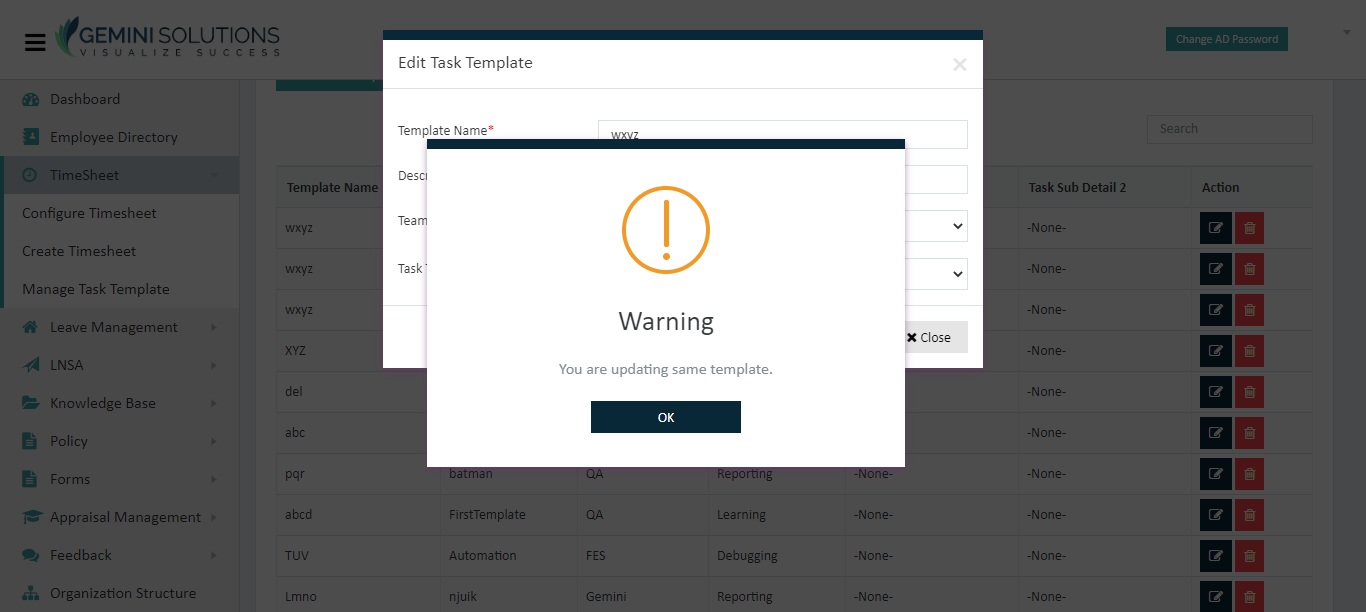 GEMINI SOLUTIONS
VISUALIZE SUCCESS
Change AD Password
Dashboard
Employee Directory
TimeSheet
Configure Timesheet
Create Timesheet
Manage Task Template
Leave Management
LNSA
Knowledge Base
Policy
Forms
Appraisal Management
Feedback
Organization Structure
Edit Task Template
Template Name*
wxyz
Team
Task
Close
Warning
You are updating same template.
OK
Search
Template Name Task Sub Detail 2 Action
wxyz -None-
wxyz -None-
wxyz -None-
XYZ -None-
del -None-
abc -None-
pqr batman QA Reporting -None- -None-
abcd FirstTemplate QA Learning -None- -None-
TUV Automation FES Debugging -None- -None-
Lmno njuik Gemini Reporting -None- -None-